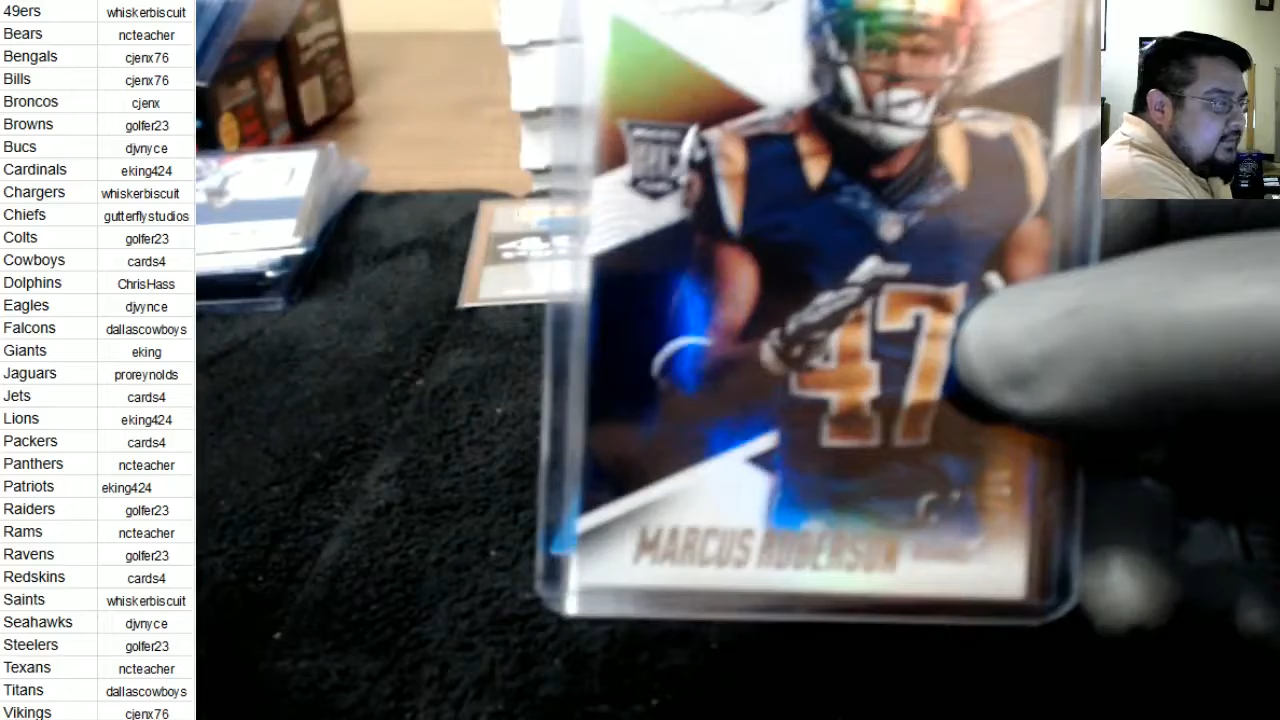 49ers whiskerbiscuit
Bears ncteacher
Bengals cjenx76
Bills cjenx76
Broncos cjenx
Browns golfer23
Bucs djvnyce
Cardinals eking424
Chargers whiskerbiscuit
Chiefs gutterflystudios
Colts golfer23
Cowboys cards4
Dolphins ChrisHass
Eagles djvynce
Falcons dallascowboys
Giants eking
Jaguars proreynolds
Jets cards4
Lions eking424
Packers cards4
Panthers ncteacher
Patriots eking424
Raiders golfer23
Rams ncteacher
Ravens golfer23
Redskins cards4
Saints whiskerbiscuit
Seahawks djvnyce
Steelers golfer23
Texans ncteacher
Titans dallascowboys
Vikings cjenx76
47
MARCUS ROBERSON